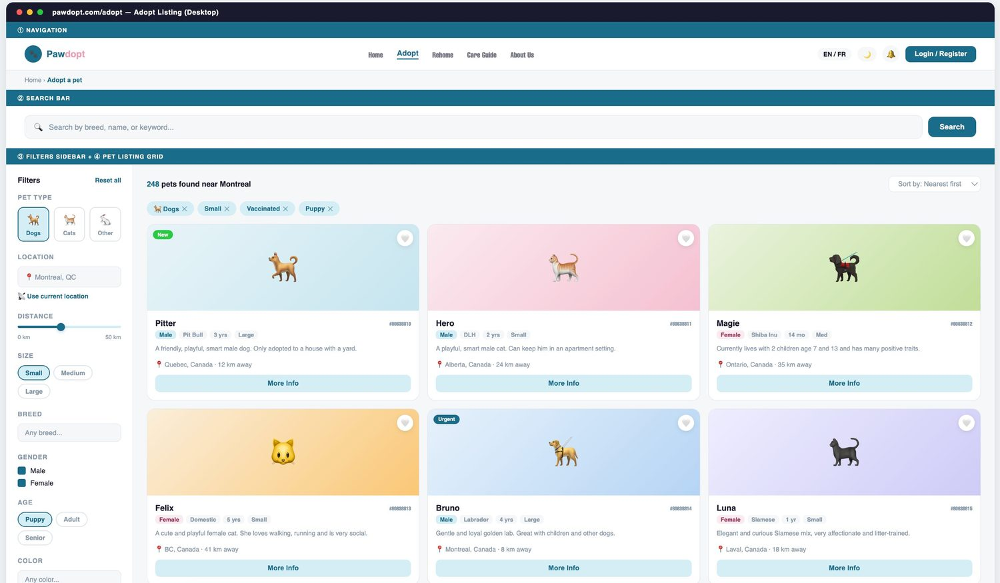 pawdopt.com/adopt — Adopt Listing (Desktop)
① NAVIGATION
Pawdopt
Home Adopt Rehome Care Guide About Us
EN / FR
Login / Register
Home › Adopt a pet
② SEARCH BAR
Search by breed, name, or keyword...
Search
③ FILTERS SIDEBAR + ④ PET LISTING GRID
Filters Reset all
PET TYPE
Dogs Cats Other
LOCATION
Montreal, QC
Use current location
DISTANCE
0 km 50 km
SIZE
Small Medium
Large
BREED
Any breed...
GENDER
Male
Female
AGE
Puppy Adult
Senior
COLOR
Any color...
248 pets found near Montreal
Sort by: Nearest first
Dogs × Small × Vaccinated × Puppy ×
New
Pitter #80638810
Male Pit Bull 3 yrs Large
A friendly, playful, smart male dog. Only adopted to a house with a yard.
Quebec, Canada · 12 km away
More Info
Hero #80638811
Male DLH 2 yrs Small
A playful, smart male cat. Can keep him in an apartment setting.
Alberta, Canada · 24 km away
More Info
Magie #80638812
Female Shiba Inu 14 mo Med
Currently lives with 2 children age 7 and 13 and has many positive traits.
Ontario, Canada · 35 km away
More Info
Felix #80638813
Female Domestic 5 yrs Small
A cute and playful female cat. She loves walking, running and is very social.
BC, Canada · 41 km away
More Info
Urgent
Bruno #80638814
Male Labrador 4 yrs Large
Gentle and loyal golden lab. Great with children and other dogs.
Montreal, Canada · 8 km away
More Info
Luna #80638815
Female Siamese 1 yr Small
Elegant and curious Siamese mix, very affectionate and litter-trained.
Laval, Canada · 18 km away
More Info